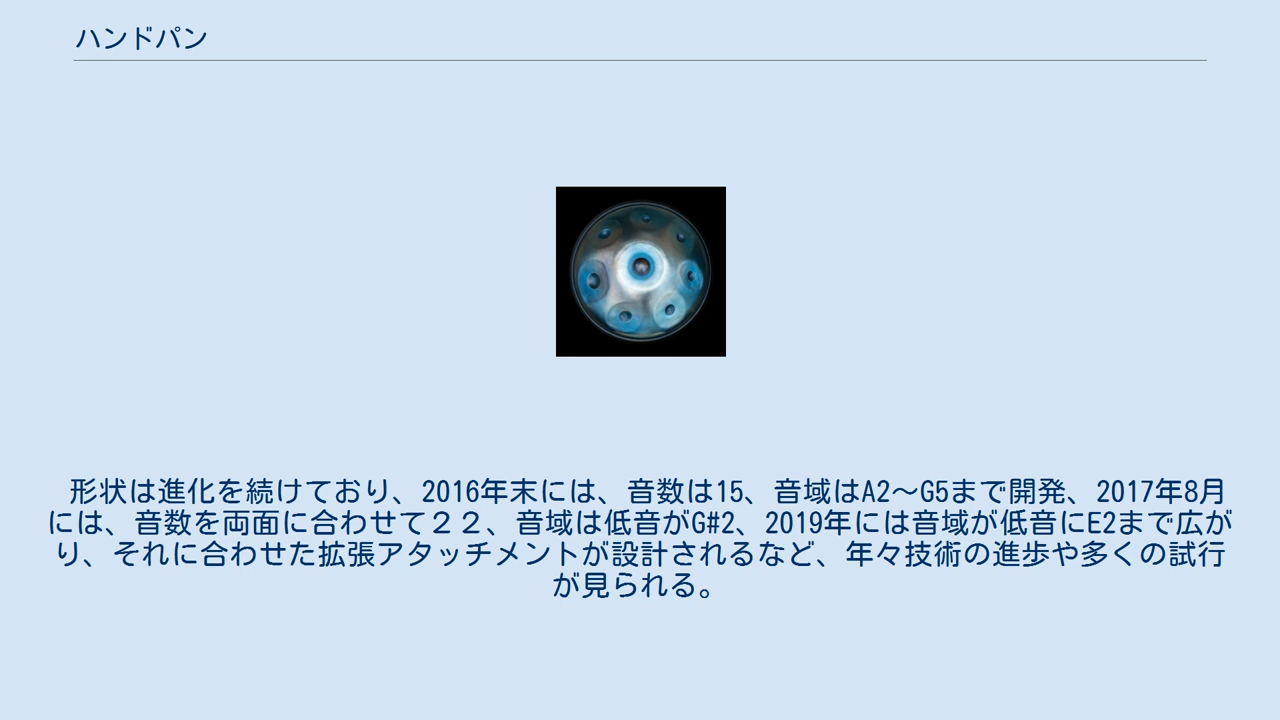 ハンドパン
形状は進化を続けており、2016年末には、音数は15、音域はA2〜G5まで開発、2017年8月
には、音数を両面に合わせて２２、音域は低音がG#2、2019年には音域が低音にE2まで広が
り、それに合わせた拡張アタッチメントが設計されるなど、年々技術の進歩や多くの試行
が見られる。